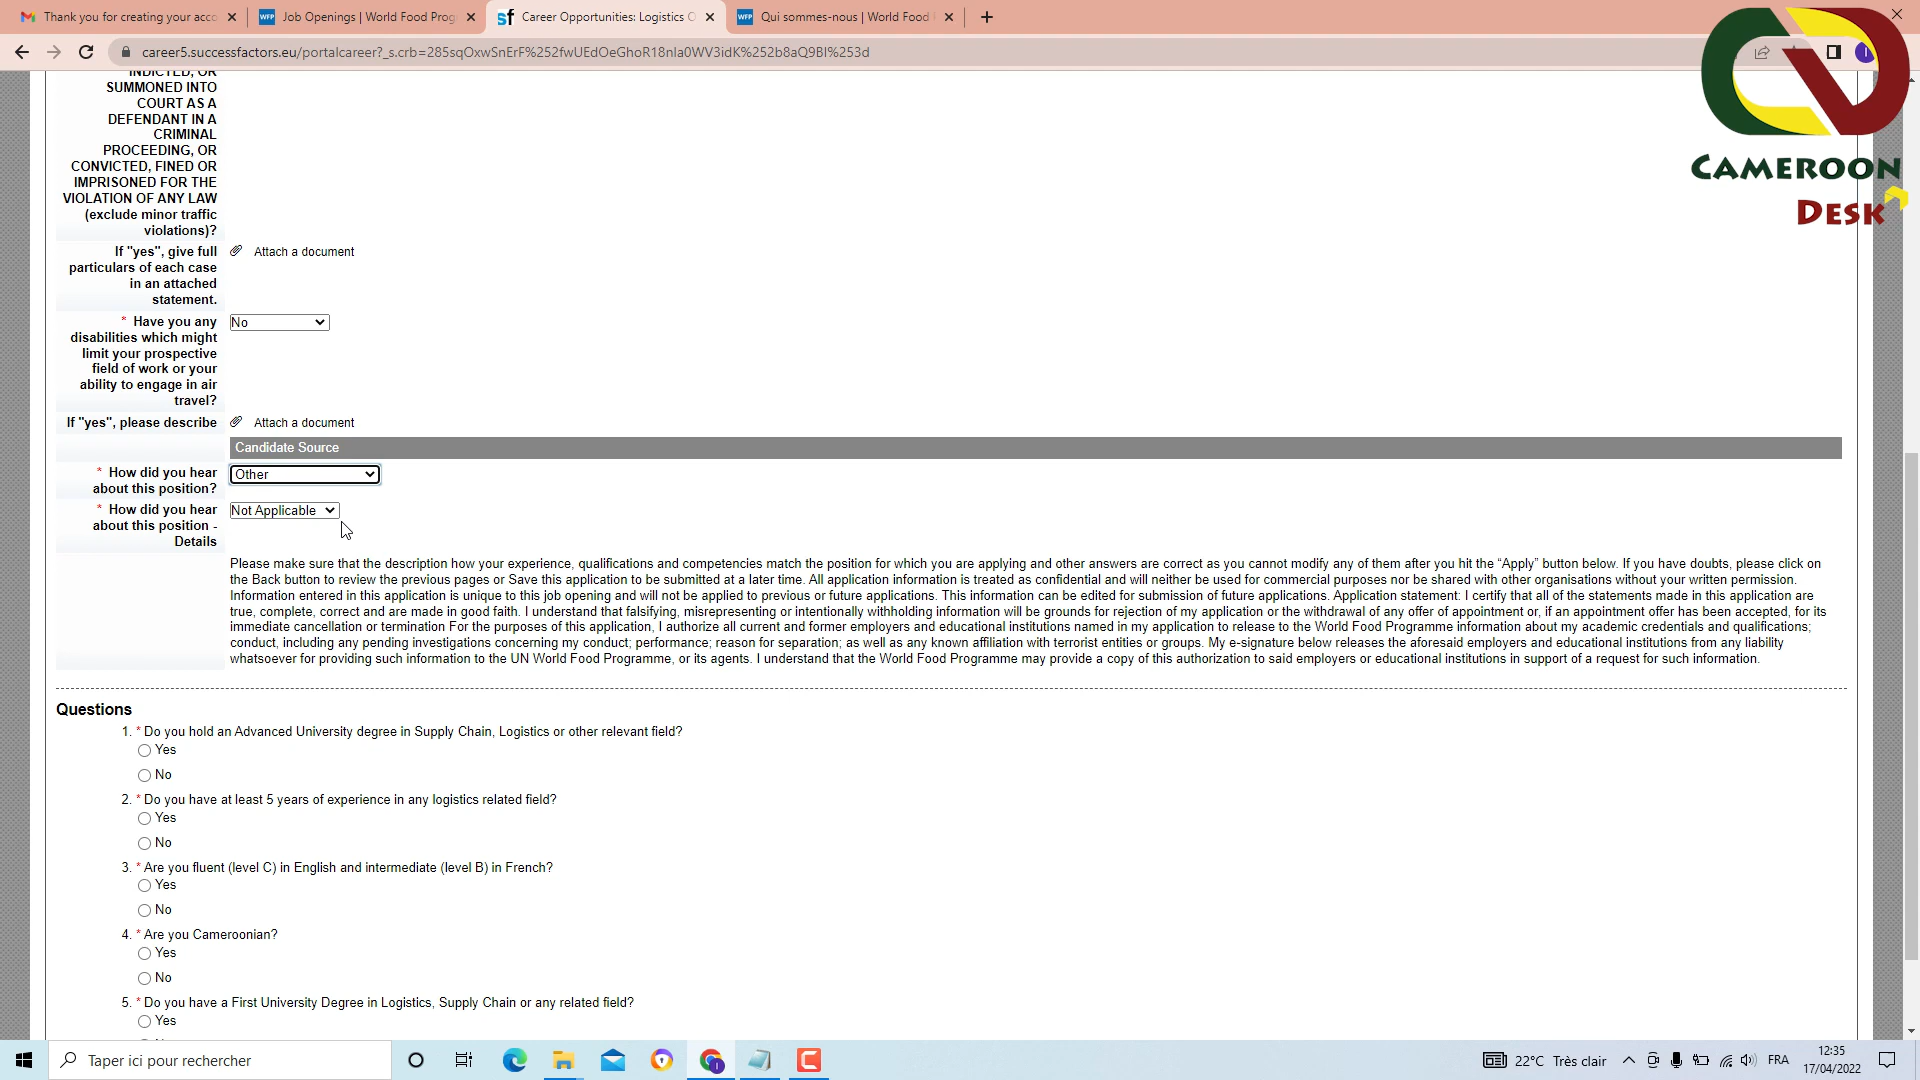 Thank you for creating your acco
Job Openings | World Food Prog
Career Opportunities: Logistics O
Qui sommes-nous | World Food
career5.successfactors.eu/portalcareer?_s.crb=285sqOxwSnErF%252fwUEdOeGhoR18nla0WV3idK%252b8aQ9BI%253d
CAMEROON
DESK
INDICTED, OR
SUMMONED INTO
COURT AS A
DEFENDANT IN A
CRIMINAL
PROCEEDING, OR
CONVICTED, FINED OR
IMPRISONED FOR THE
VIOLATION OF ANY LAW
(exclude minor traffic
violations)?
If "yes", give full
particulars of each case
in an attached
statement.
Attach a document
* Have you any
disabilities which might
limit your prospective
field of work or your
ability to engage in air
travel?
No
If "yes", please describe
Attach a document
Candidate Source
* How did you hear
about this position?
Other
* How did you hear
about this position -
Details
Not Applicable
Please make sure that the description how your experience, qualifications and competencies match the position for which you are applying and other answers are correct as you cannot modify any of them after you hit the “Apply” button below. If you have doubts, please click on
the Back button to review the previous pages or Save this application to be submitted at a later time. All application information is treated as confidential and will neither be used for commercial purposes nor be shared with other organisations without your written permission.
Information entered in this application is unique to this job opening and will not be applied to previous or future applications. This information can be edited for submission of future applications. Application statement: I certify that all of the statements made in this application are
true, complete, correct and are made in good faith. I understand that falsifying, misrepresenting or intentionally withholding information will be grounds for rejection of my application or the withdrawal of any offer of appointment or, if an appointment offer has been accepted, for its
immediate cancellation or termination For the purposes of this application, I authorize all current and former employers and educational institutions named in my application to release to the World Food Programme information about my academic credentials and qualifications;
conduct, including any pending investigations concerning my conduct; performance; reason for separation; as well as any known affiliation with terrorist entities or groups. My e-signature below releases the aforesaid employers and educational institutions from any liability
whatsoever for providing such information to the UN World Food Programme, or its agents. I understand that the World Food Programme may provide a copy of this authorization to said employers or educational institutions in support of a request for such information.
Questions
1. * Do you hold an Advanced University degree in Supply Chain, Logistics or other relevant field?
Yes
No
2. * Do you have at least 5 years of experience in any logistics related field?
Yes
No
3. * Are you fluent (level C) in English and intermediate (level B) in French?
Yes
No
4. * Are you Cameroonian?
Yes
No
5. * Do you have a First University Degree in Logistics, Supply Chain or any related field?
Yes
Taper ici pour rechercher
22°C Très clair
FRA
12:35
17/04/2022